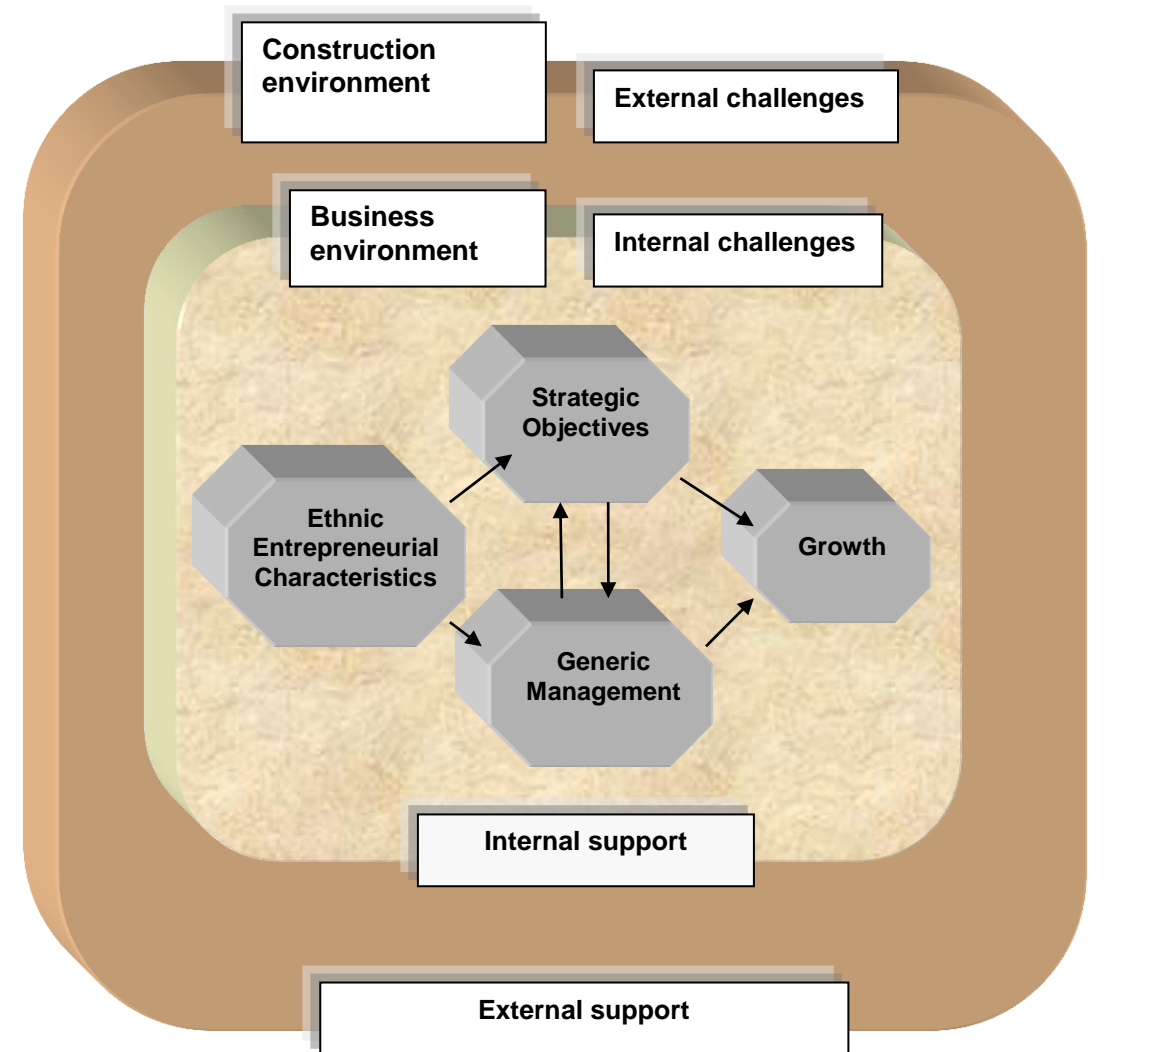 Construction
environment
External challenges
Business
environment
Internal challenges
Strategic
Objectives
Ethnic
Entrepreneurial
Characteristics
Growth
Generic
Management
Internal support
External support